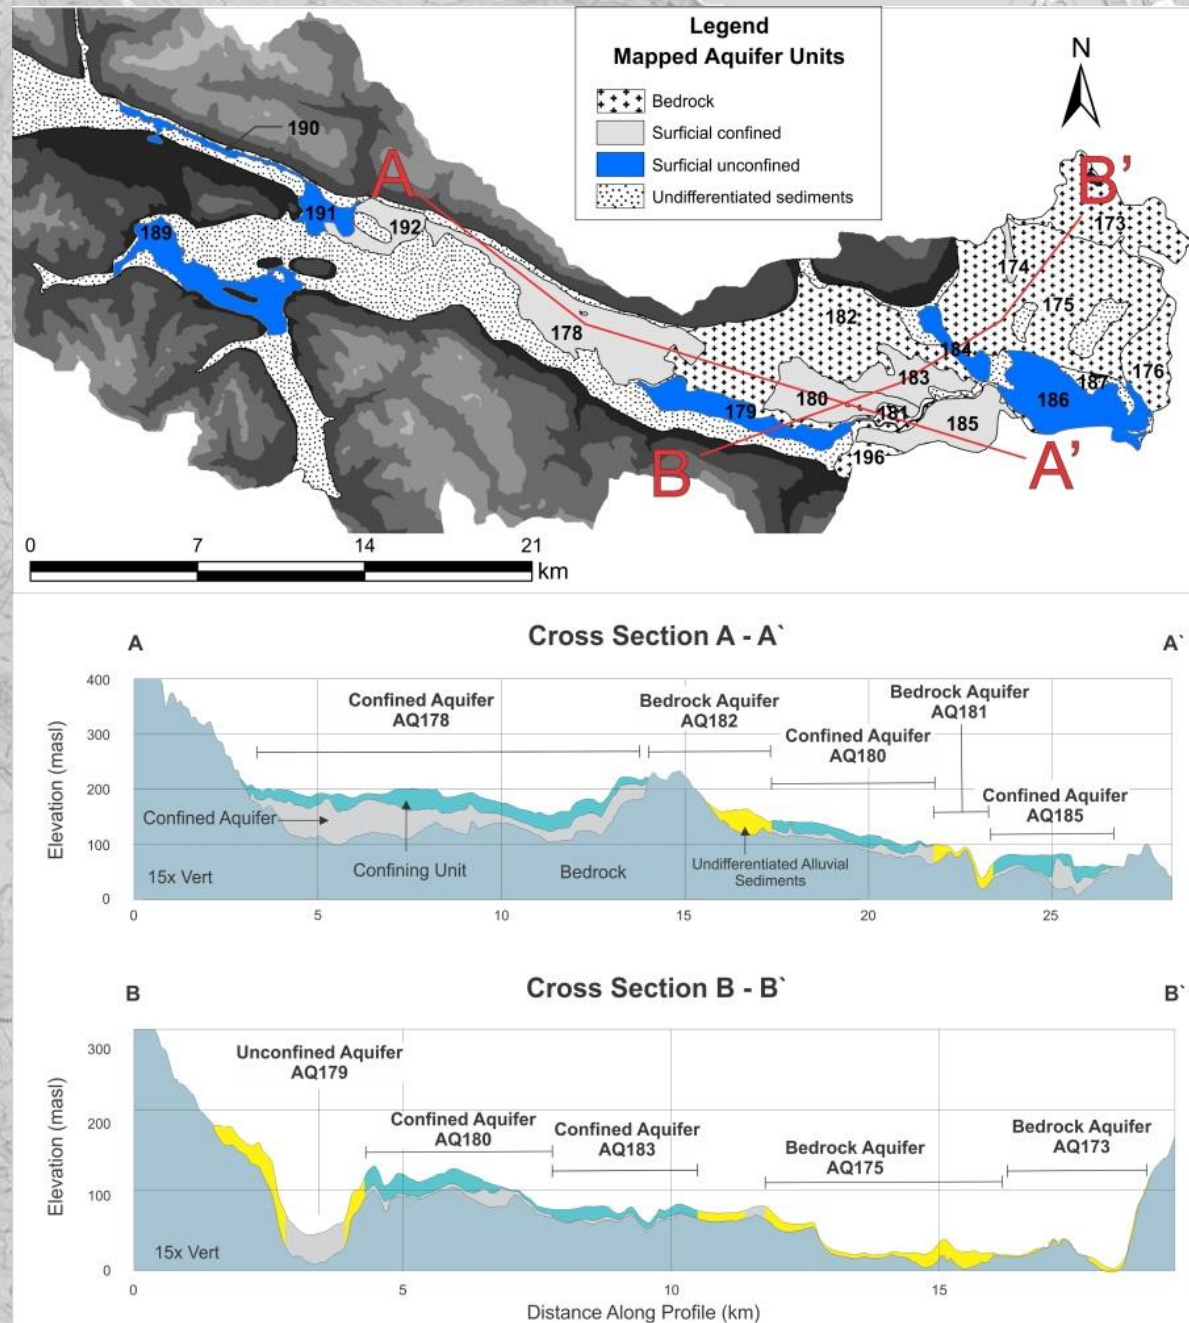 Legend
Mapped Aquifer Units
Bedrock
Surficial confined
Surficial unconfined
Undifferentiated sediments
N
190
A
B'
173
191
192
189
174
175
182
178
184
183
187
176
180
186
179
181
185
B
196
A'
0 7 14 21
km
Cross Section A - A`
A A`
400
300
200
100
0
Elevation (masl)
Confined Aquifer
AQ178
Bedrock Aquifer
AQ182
Bedrock Aquifer
AQ181
Confined Aquifer
AQ180
Confined Aquifer
AQ185
Confined Aquifer
Confining Unit
Bedrock
Undifferentiated Alluvial
Sediments
15x Vert
0 5 10 15 20 25
Cross Section B - B`
B B`
300
200
100
0
Elevation (masl)
Unconfined Aquifer
AQ179
Confined Aquifer
AQ180
Confined Aquifer
AQ183
Bedrock Aquifer
AQ175
Bedrock Aquifer
AQ173
15x Vert
0 5 10 15
Distance Along Profile (km)